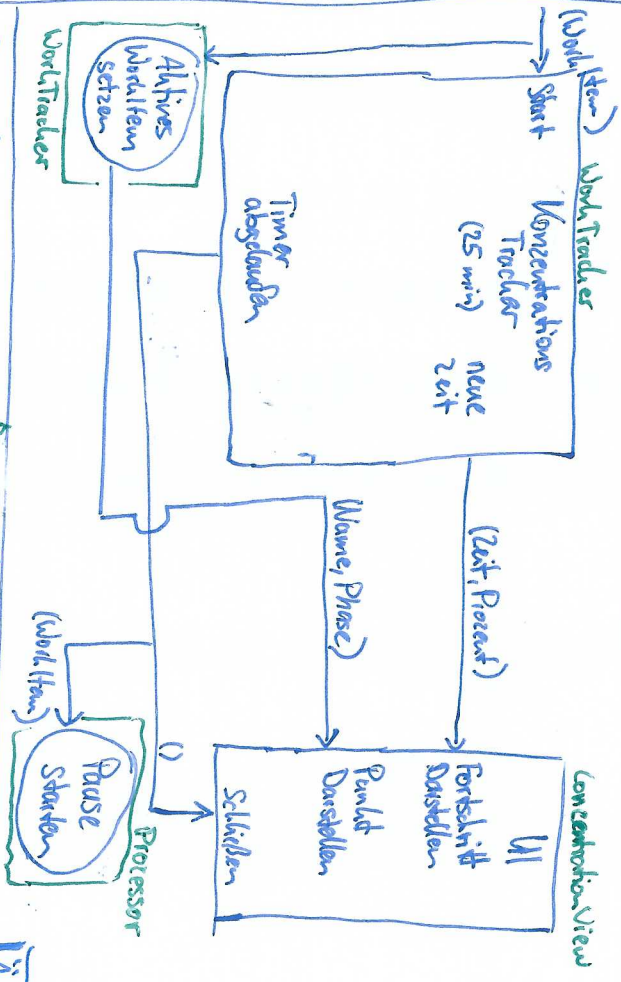 (WorkItem)
Start
WorkTracker
Konzentrations
Tracker
(25 min)
neue
Zeit
Timer
abgelaufen
Aktives
WorkItem
setzen
WorkTracker
(Zeit, Prozent)
(Name, Phase)
()
(WorkItem)
ConcentrationView
UI
Fortschritt
Darstellen
Punkt
Darstellen
Schließen
Pause
Starten
Prozessor